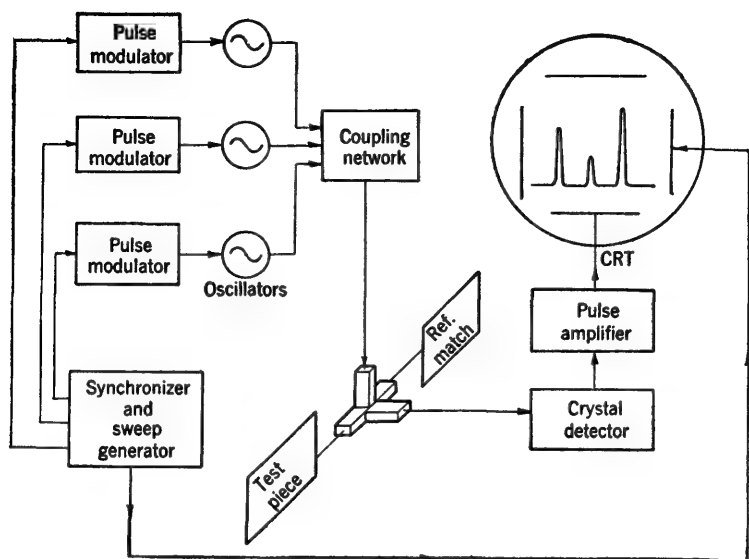 Pulse
modulator
Pulse
modulator
Coupling
network
Pulse
modulator
Oscillators
CRT
Ref.
match
Pulse
amplifier
Synchronizer
and
sweep
generator
Crystal
detector
Test
piece